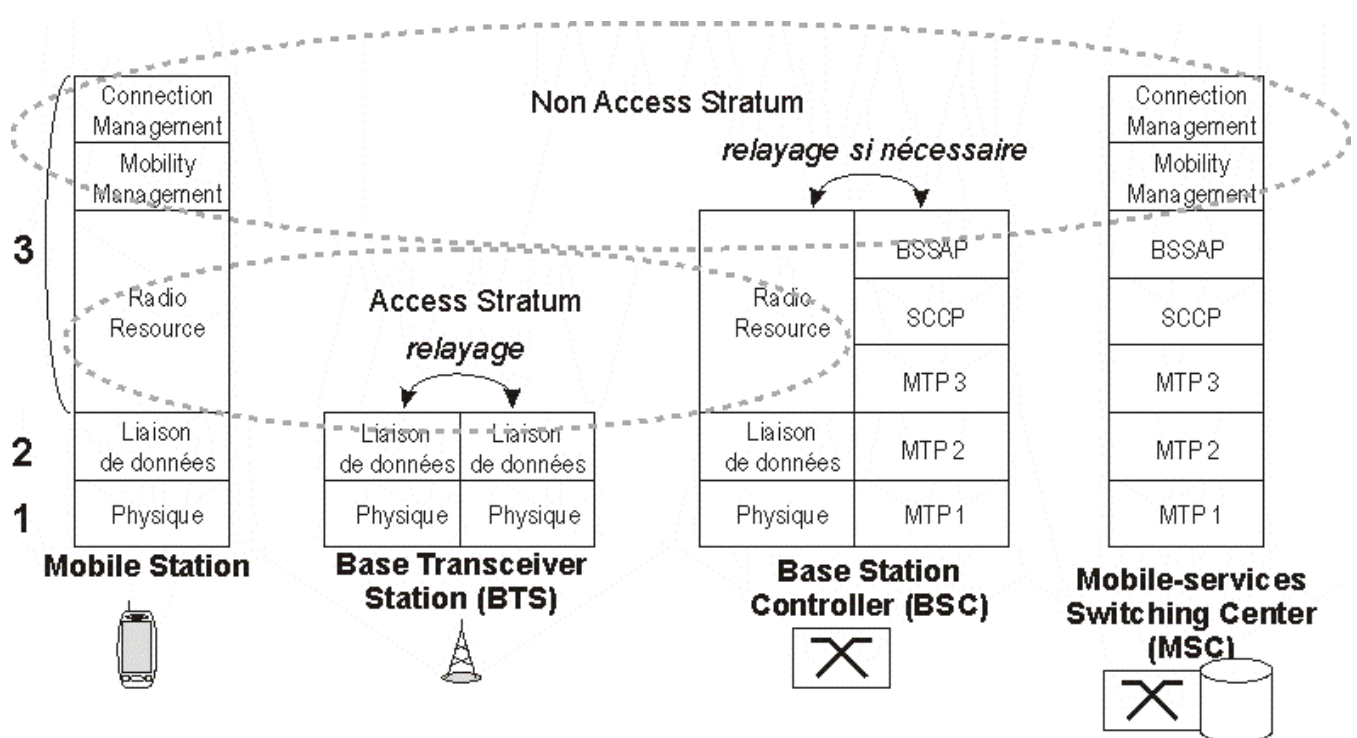 Non Access Stratum
relayage si nécessaire
Access Stratum
relayage
3
2
1
Connection
Management
Mobility
Management
Radio
Resource
Liaison
de données
Physique
Mobile Station
Liaison
de données
Physique
Liaison
de données
Physique
Base Transceiver
Station (BTS)
Radio
Resource
Liaison
de données
Physique
BSSAP
SCCP
MTP 3
MTP 2
MTP 1
Base Station
Controller (BSC)
Connection
Management
Mobility
Management
BSSAP
SCCP
MTP 3
MTP 2
MTP 1
Mobile-services
Switching Center
(MSC)